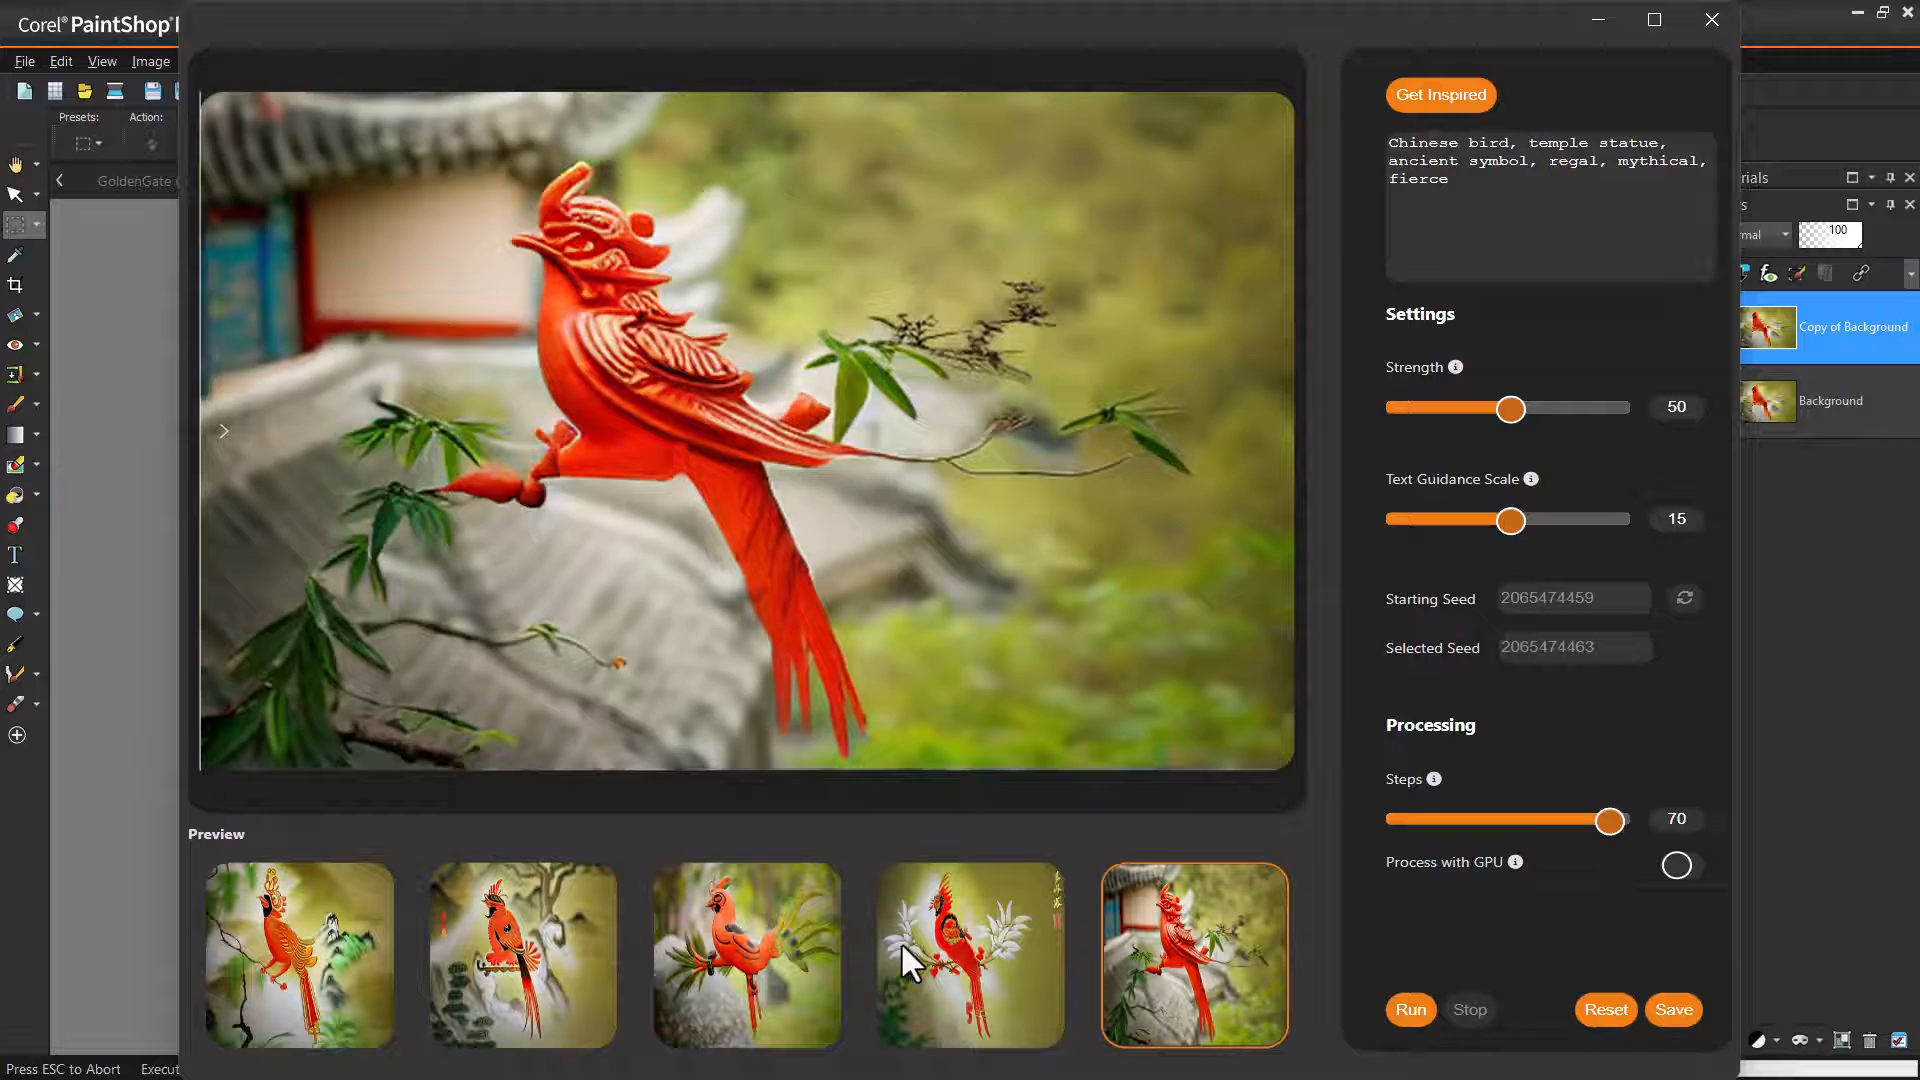 Corel® PaintShop®
File Edit View Image
Presets: Action:
GoldenGate
Get Inspired
Chinese bird, temple statue,
ancient symbol, regal, mythical,
fierce
Settings
Strength
50
Text Guidance Scale
15
Starting Seed 2065474459
Selected Seed 2065474463
Processing
Steps
70
Process with GPU
Run Stop Reset Save
Preview
rials
rs
mal 100
Copy of Background
Background
Press ESC to Abort Execut